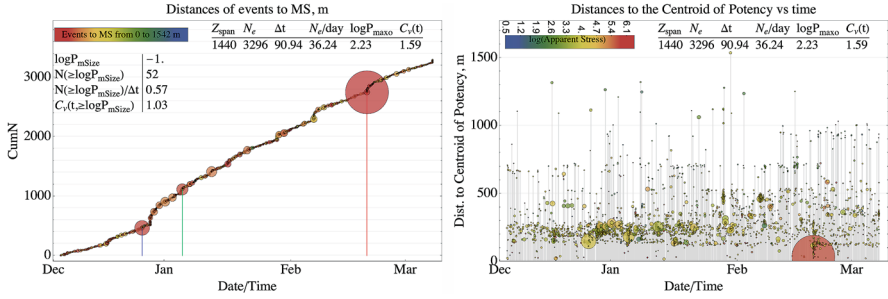 Distances of events to MS, m
Events to MS from 0 to 1542 m
Zspan Ne Δt Ne/day logPmaxo Cv(t)
1440 3296 90.94 36.24 2.23 1.59
logPmSize −1.
N(≥logPmSize) 52
N(≥logPmSize)/Δt 0.57
Cv(t,≥logPmSize) 1.03
CumN
3000
2000
1000
0
Dec Jan Feb Mar
Date/Time
Distances to the Centroid of Potency vs time
log(Apparent Stress)
0.5 1.2 1.9 2.6 3.3 4. 4.7 5.4 6.1
Zspan Ne Δt Ne/day logPmaxo Cv(t)
1440 3296 90.94 36.24 2.23 1.59
Dist. to Centroid of Potency, m
1500
1000
500
0
Dec Jan Feb Mar
Date/Time